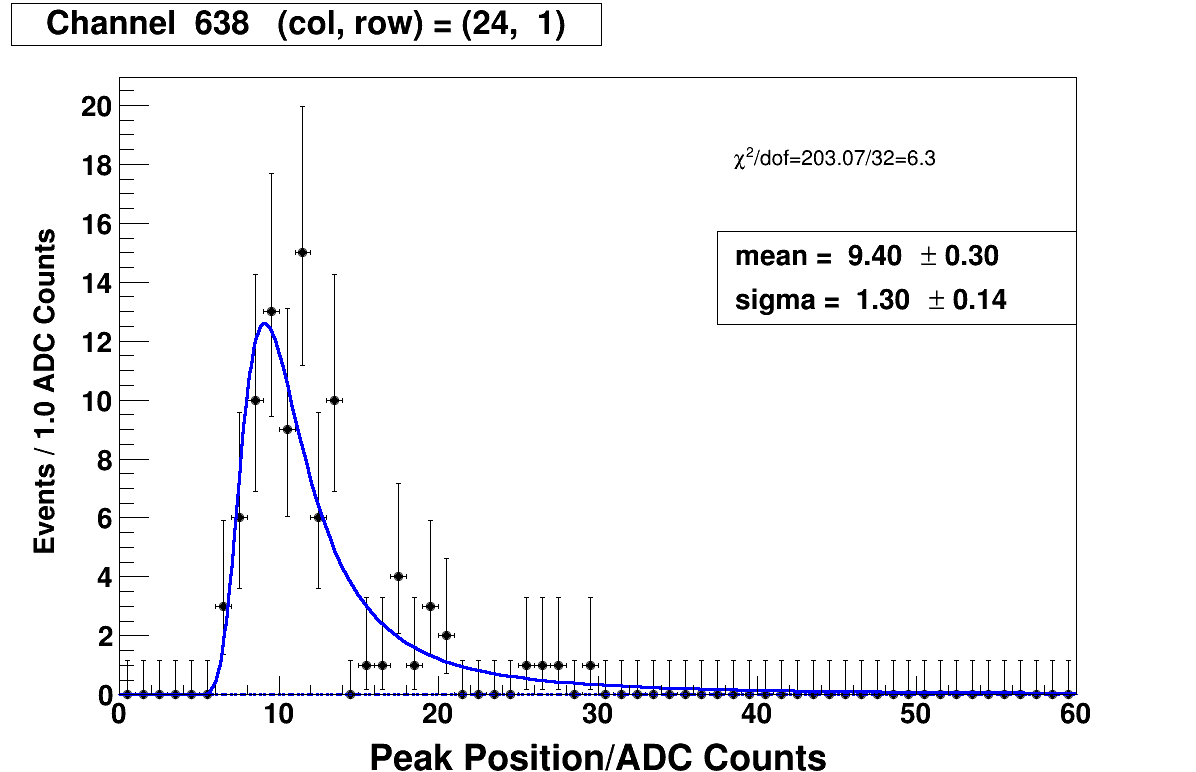 Channel 638 (col, row) = (24, 1)
χ²/dof=203.07/32=6.3
mean = 9.40 ± 0.30
sigma = 1.30 ± 0.14
Events / 1.0 ADC Counts
20
18
16
14
12
10
8
6
4
2
0
0 10 20 30 40 50 60
Peak Position/ADC Counts